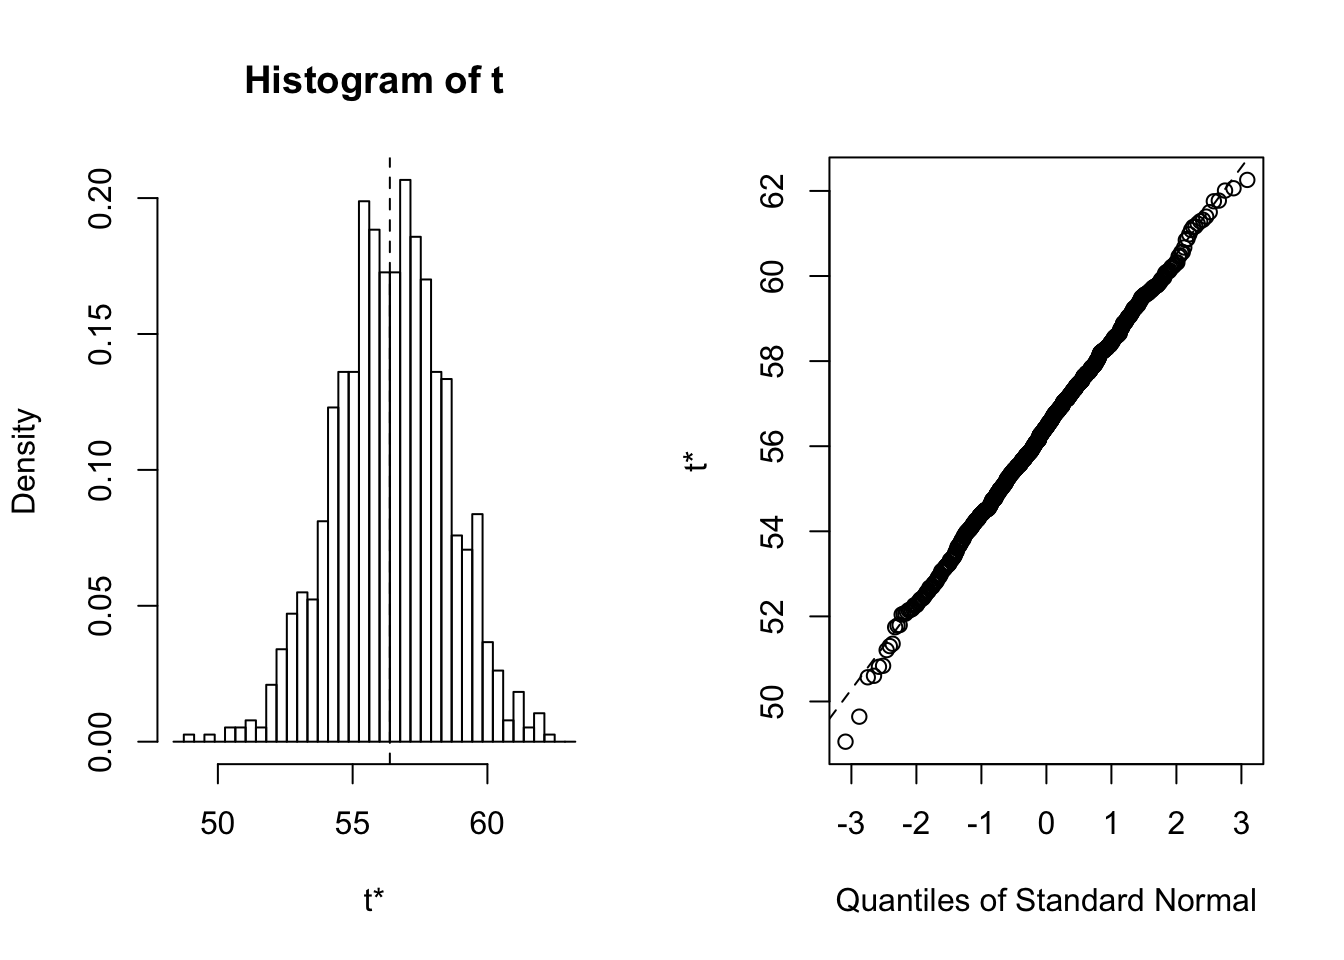 Histogram of t
Density
0.20
0.15
0.10
0.05
0.00
50 55 60
t*
t*
62
60
58
56
54
52
50
-3 -2 -1 0 1 2 3
Quantiles of Standard Normal